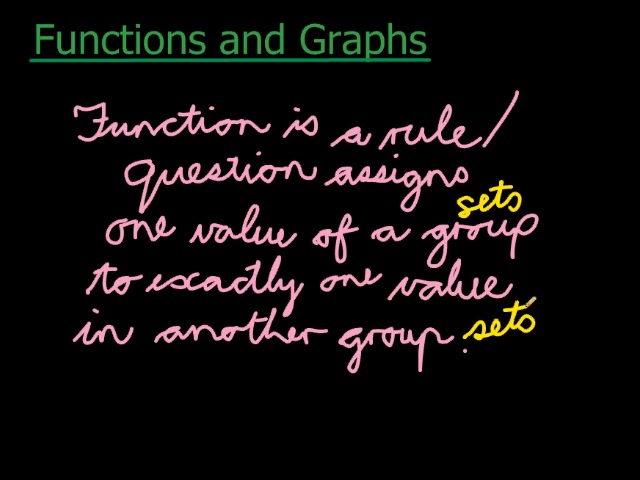 Functions and Graphs
Function is a rule/
question assigns
sets
one value of a group
to exactly one value
in another group. sets